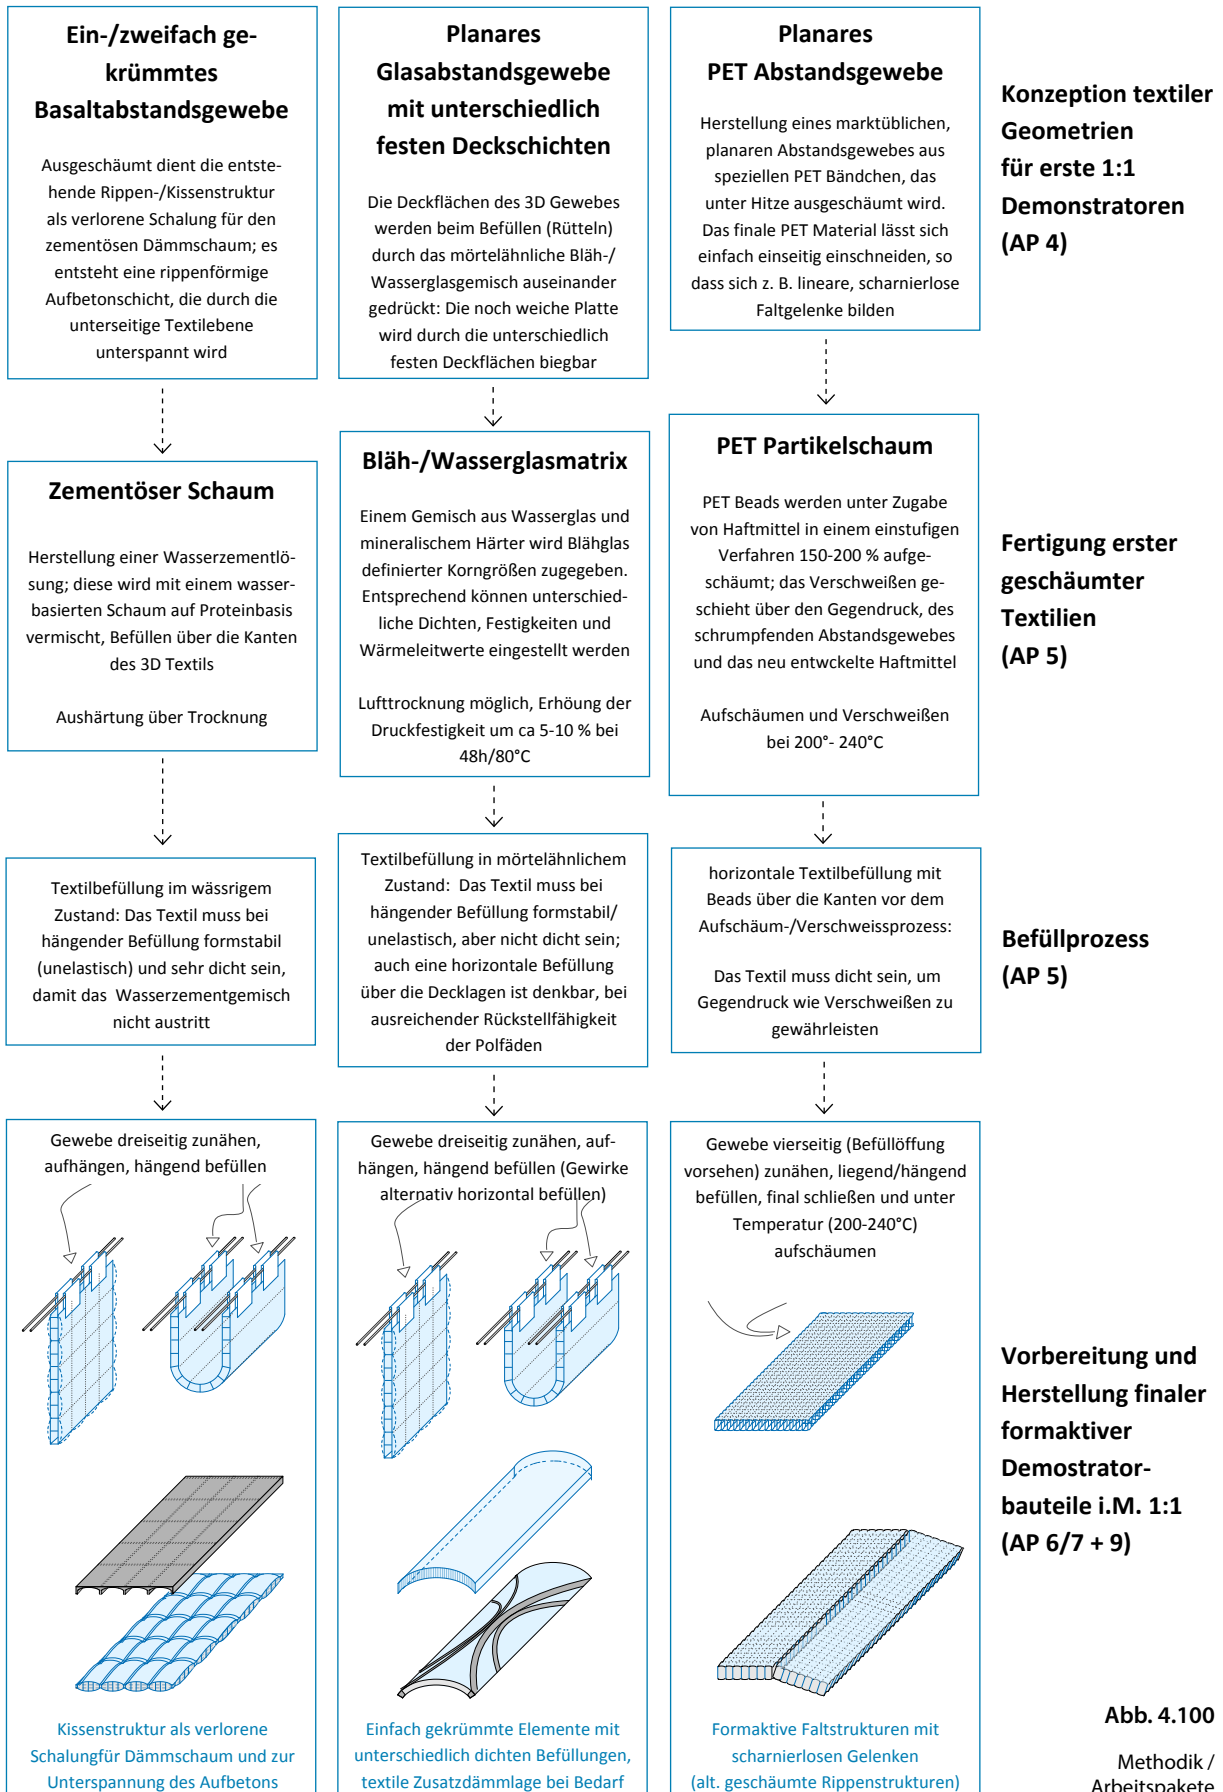 Ein-/zweifach ge-
krümmtes
Basaltabstandsgewebe
Ausgeschäumt dient die entste-
hende Rippen-/Kissenstruktur
als verlorene Schalung für den
zementösen Dämmschaum; es
entsteht eine rippenförmige
Aufbetonschicht, die durch die
unterseitige Textilebene
unterspannt wird
Planares
Glasabstandsgewebe
mit unterschiedlich
festen Deckschichten
Die Deckflächen des 3D Gewebes
werden beim Befüllen (Rütteln)
durch das mörtelähnliche Bläh-/
Wasserglasgemisch auseinander
gedrückt: Die noch weiche Platte
wird durch die unterschiedlich
festen Deckflächen biegbar
Planares
PET Abstandsgewebe
Herstellung eines marktüblichen,
planaren Abstandsgewebes aus
speziellen PET Bändchen, das
unter Hitze ausgeschäumt wird.
Das finale PET Material lässt sich
einfach einseitig einschneiden, so
dass sich z. B. lineare, scharnierlose
Faltgelenke bilden
Konzeption textiler
Geometrien
für erste 1:1
Demonstratoren
(AP 4)
Zementöser Schaum
Herstellung einer Wasserzementlö-
sung; diese wird mit einem wasser-
basierten Schaum auf Proteinbasis
vermischt, Befüllen über die Kanten
des 3D Textils
Aushärtung über Trocknung
Bläh-/Wasserglasmatrix
Einem Gemisch aus Wasserglas und
mineralischem Härter wird Blähglas
definierter Korngrößen zugegeben.
Entsprechend können unterschied-
liche Dichten, Festigkeiten und
Wärmeleitwerte eingestellt werden
Lufttrocknung möglich, Erhöung der
Druckfestigkeit um ca 5-10 % bei
48h/80°C
PET Partikelschaum
PET Beads werden unter Zugabe
von Haftmittel in einem einstufigen
Verfahren 150-200 % aufge-
schäumt; das Verschweißen ge-
schieht über den Gegendruck, des
schrumpfenden Abstandsgewebes
und das neu entwckelte Haftmittel
Aufschäumen und Verschweißen
bei 200°- 240°C
Fertigung erster
geschäumter
Textilien
(AP 5)
Textilbefüllung im wässrigem
Zustand: Das Textil muss bei
hängender Befüllung formstabil
(unelastisch) und sehr dicht sein,
damit das Wasserzementgemisch
nicht austritt
Textilbefüllung in mörtelähnlichem
Zustand: Das Textil muss bei
hängender Befüllung formstabil/
unelastisch, aber nicht dicht sein;
auch eine horizontale Befüllung
über die Decklagen ist denkbar, bei
ausreichender Rückstellfähigkeit
der Polfäden
horizontale Textilbefüllung mit
Beads über die Kanten vor dem
Aufschäum-/Verschweissprozess:
Das Textil muss dicht sein, um
Gegendruck wie Verschweißen zu
gewährleisten
Befüllprozess
(AP 5)
Gewebe dreiseitig zunähen,
aufhängen, hängend befüllen
Gewebe dreiseitig zunähen, auf-
hängen, hängend befüllen (Gewirke
alternativ horizontal befüllen)
Gewebe vierseitig (Befüllöffung
vorsehen) zunähen, liegend/hängend
befüllen, final schließen und unter
Temperatur (200-240°C)
aufschäumen
Vorbereitung und
Herstellung finaler
formaktiver
Demostrator-
bauteile i.M. 1:1
(AP 6/7 + 9)
Kissenstruktur als verlorene
Schalungfür Dämmschaum und zur
Unterspannung des Aufbetons
Einfach gekrümmte Elemente mit
unterschiedlich dichten Befüllungen,
textile Zusatzdämmlage bei Bedarf
Formaktive Faltstrukturen mit
scharnierlosen Gelenken
(alt. geschäumte Rippenstrukturen)
Abb. 4.100
Methodik /
Arbeitspakete